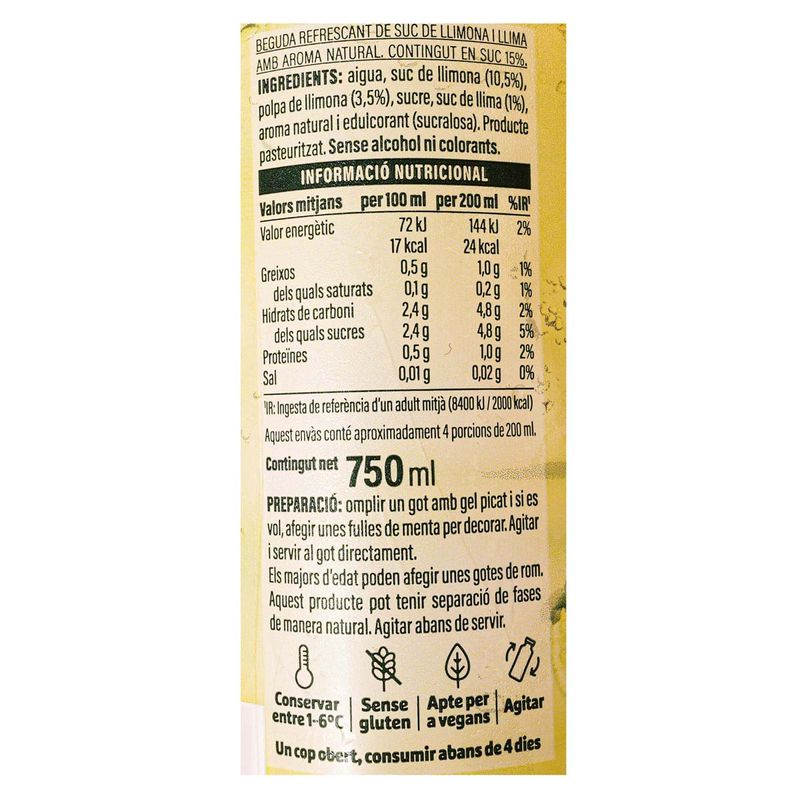 BEGUDA REFRESCANT DE SUC DE LLIMONA I LLIMA
AMB AROMA NATURAL. CONTINGUT EN SUC 15%.
INGREDIENTS: aigua, suc de llimona (10,5%),
polpa de llimona (3,5%), sucre, suc de llima (1%),
aroma natural i edulcorant (sucralosa). Producte
pasteuritzat. Sense alcohol ni colorants.
INFORMACIÓ NUTRICIONAL
Valors mitjans per 100 ml per 200 ml %IR¹
Valor energètic 72 kJ 144 kJ 2%
17 kcal 24 kcal
Greixos 0,5 g 1,0 g 1%
dels quals saturats 0,1 g 0,2 g 1%
Hidrats de carboni 2,4 g 4,8 g 2%
dels quals sucres 2,4 g 4,8 g 5%
Proteïnes 0,5 g 1,0 g 2%
Sal 0,01 g 0,02 g 0%
¹IR: Ingesta de referència d'un adult mitjà (8400 kJ / 2000 kcal)
Aquest envàs conté aproximadament 4 porcions de 200 ml.
Contingut net 750 ml
PREPARACIÓ: omplir un got amb gel picat i si es
vol, afegir unes fulles de menta per decorar. Agitar
i servir al got directament.
Els majors d'edat poden afegir unes gotes de rom.
Aquest producte pot tenir separació de fases
de manera natural. Agitar abans de servir.
Conservar entre 1-6°C
Sense gluten
Apte per a vegans
Agitar
Un cop obert, consumir abans de 4 dies